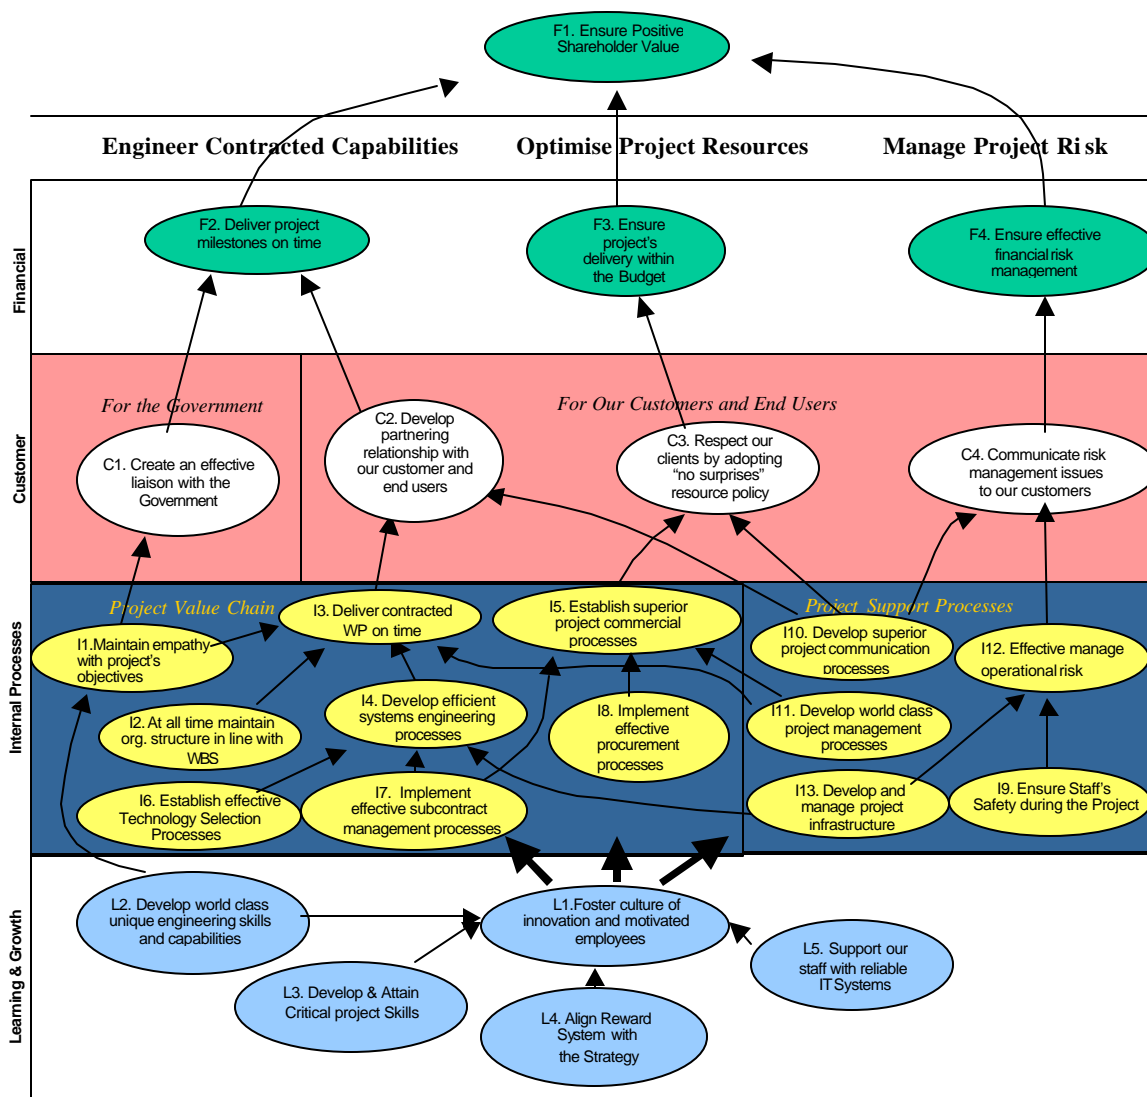 F1. Ensure Positive
Shareholder Value
Engineer Contracted Capabilities
Optimise Project Resources
Manage Project Ri sk
Financial
F2. Deliver project
milestones on time
F3. Ensure
project's
delivery within
the Budget
F4. Ensure effective
financial risk
management
Customer
For the Government
For Our Customers and End Users
C1. Create an effective
liaison with the
Government
C2. Develop
partnering
relationship with
our customer and
end users
C3. Respect our
clients by adopting
“no surprises”
resource policy
C4. Communicate risk
management issues
to our customers
Internal Processes
Project Value Chain
Project Support Processes
I1.Maintain empathy
with project's
objectives
I3. Deliver contracted
WP on time
I5. Establish superior
project commercial
processes
I10. Develop superior
project communication
processes
I12. Effective manage
operational risk
I2. At all time maintain
org. structure in line with
WBS
I4. Develop efficient
systems engineering
processes
I8. Implement
effective
procurement
processes
I11. Develop world class
project management
processes
I6. Establish effective
Technology Selection
Processes
I7. Implement
effective subcontract
management processes
I13. Develop and
manage project
infrastructure
I9. Ensure Staff's
Safety during the Project
Learning & Growth
L2. Develop world class
unique engineering skills
and capabilities
L1.Foster culture of
innovation and motivated
employees
L5. Support our
staff with reliable
IT Systems
L3. Develop & Attain
Critical project Skills
L4. Align Reward
System with
the Strategy